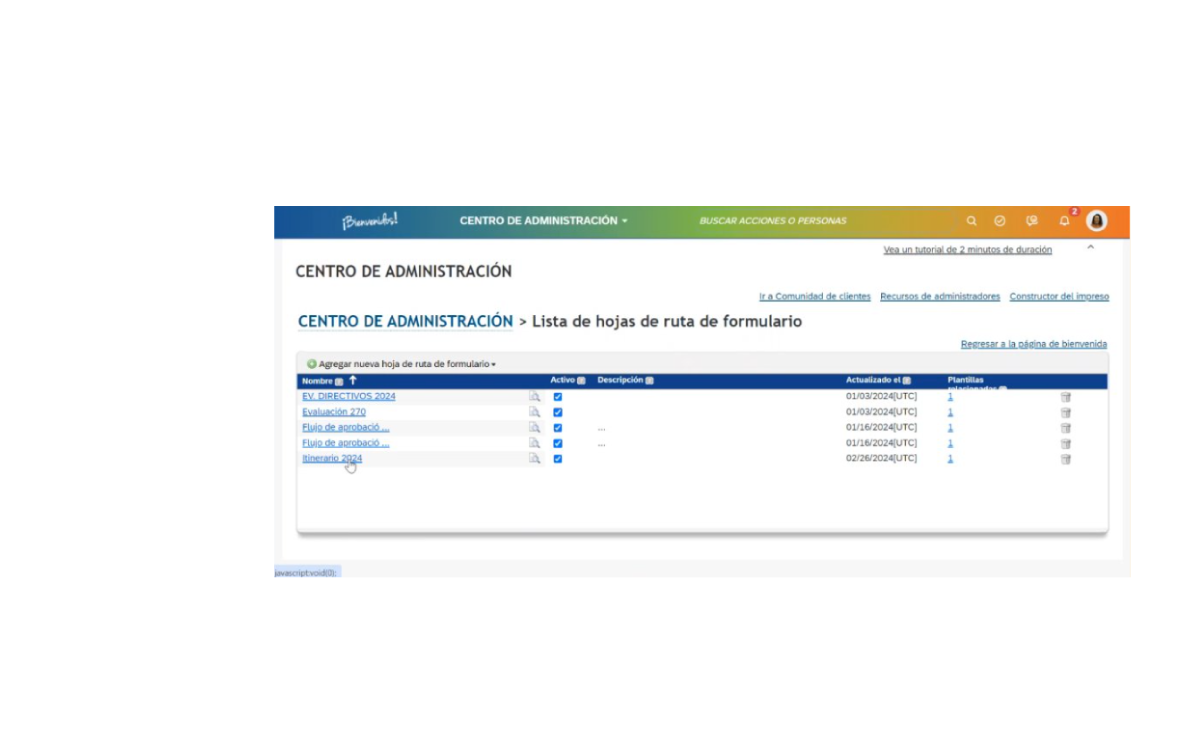 ¡Bienvenidos! CENTRO DE ADMINISTRACIÓN BUSCAR ACCIONES O PERSONAS 2
Vea un tutorial de 2 minutos de duración
CENTRO DE ADMINISTRACIÓN
Ir a Comunidad de clientes Recursos de administradores Constructor del impreso
CENTRO DE ADMINISTRACIÓN > Lista de hojas de ruta de formulario
Regresar a la página de bienvenida
Agregar nueva hoja de ruta de formulario
Nombre Activo Descripción Actualizado el Plantillas relacionadas
EV. DIRECTIVOS 2024 01/03/2024[UTC] 1
Evaluación 270 01/03/2024[UTC] 1
Flujo de aprobació ... ... 01/16/2024[UTC] 1
Flujo de aprobació ... ... 01/16/2024[UTC] 1
Itinerario 2024 02/26/2024[UTC] 1
javascript:void(0);